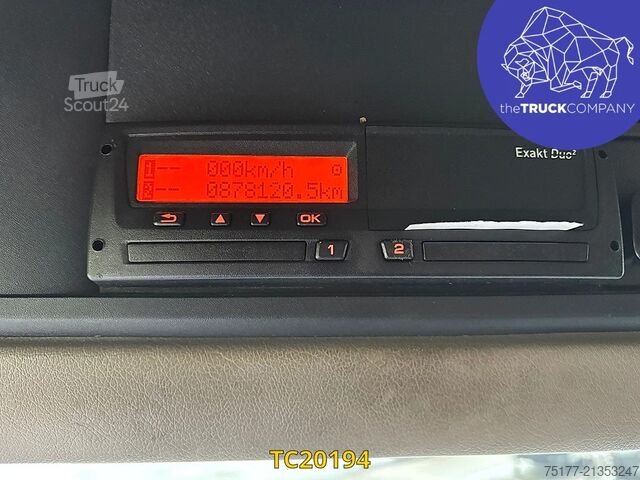 Truck
Scout24
theTRUCKCOMPANY
Exakt Duo²
1 -- 000km/h
2 -- 0878120.5km
OK
1
2
TC20194
75177-21353247